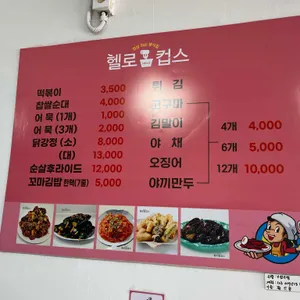 헬로 컵스
떡볶이 3,500
찹쌀순대 4,000
어 묵 (1개) 1,000
어 묵 (3개) 2,000
닭강정 (소) 8,000
(대) 13,000
순살후라이드 12,000
꼬마김밥 한팩(7줄) 5,000
튀 김
고구마
김말이
야 채
오징어
야끼만두
4개 4,000
6개 5,000
12개 10,000